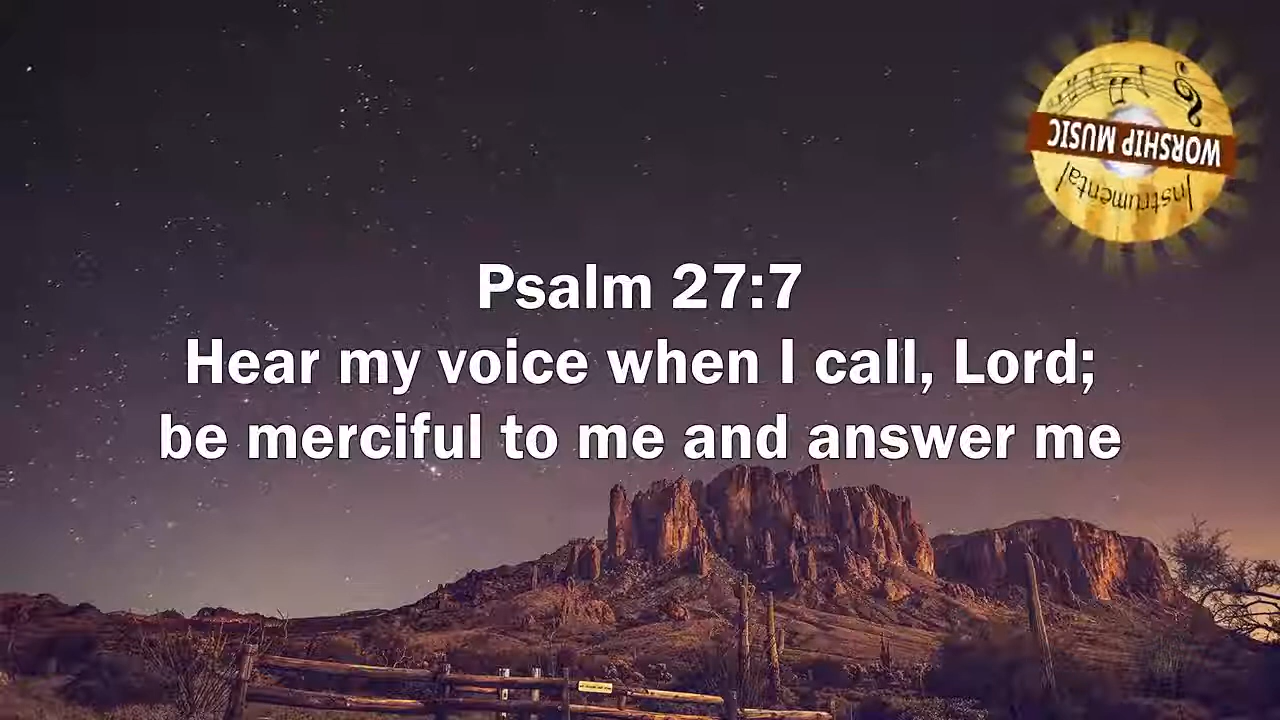 WORSHIP MUSIC
Instrumental
Psalm 27:7
Hear my voice when I call, Lord;
be merciful to me and answer me